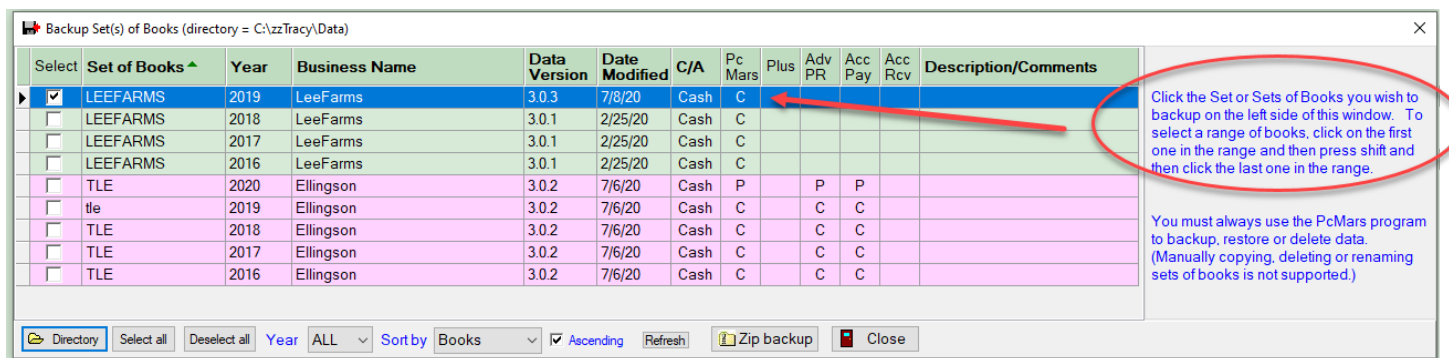 Backup Set(s) of Books (directory = C:\zzTracy\Data)
Select Set of Books Year Business Name Data Version Date Modified C/A Pc Mars Plus Adv PR Acc Pay Acc Rcv Description/Comments
LEEFARMS 2019 LeeFarms 3.0.3 7/8/20 Cash C
LEEFARMS 2018 LeeFarms 3.0.1 2/25/20 Cash C
LEEFARMS 2017 LeeFarms 3.0.1 2/25/20 Cash C
LEEFARMS 2016 LeeFarms 3.0.1 2/25/20 Cash C
TLE 2020 Ellingson 3.0.2 7/6/20 Cash P P P
tle 2019 Ellingson 3.0.2 7/6/20 Cash C C C
TLE 2018 Ellingson 3.0.2 7/6/20 Cash C C C
TLE 2017 Ellingson 3.0.2 7/6/20 Cash C C C
TLE 2016 Ellingson 3.0.2 7/6/20 Cash C C C
Click the Set or Sets of Books you wish to
backup on the left side of this window. To
select a range of books, click on the first
one in the range and then press shift and
then click the last one in the range.
You must always use the PcMars program
to backup, restore or delete data.
(Manually copying, deleting or renaming
sets of books is not supported.)
Directory Select all Deselect all Year ALL Sort by Books Ascending Refresh Zip backup Close